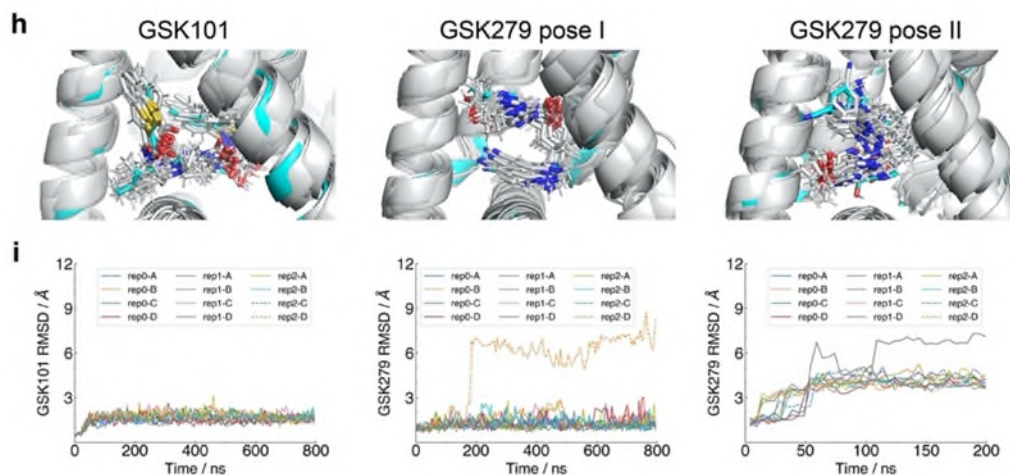 h
GSK101
GSK279 pose I
GSK279 pose II
i
GSK101 RMSD / Å
12
9
6
3
rep0-A rep1-A rep2-A
rep0-B rep1-B rep2-B
rep0-C rep1-C rep2-C
rep0-D rep1-D rep2-D
0 200 400 600 800
Time / ns
GSK279 RMSD / Å
12
9
6
3
rep0-A rep1-A rep2-A
rep0-B rep1-B rep2-B
rep0-C rep1-C rep2-C
rep0-D rep1-D rep2-D
0 200 400 600 800
Time / ns
GSK279 RMSD / Å
12
9
6
3
rep0-A rep1-A rep2-A
rep0-B rep1-B rep2-B
rep0-C rep1-C rep2-C
rep0-D rep1-D rep2-D
0 50 100 150 200
Time / ns